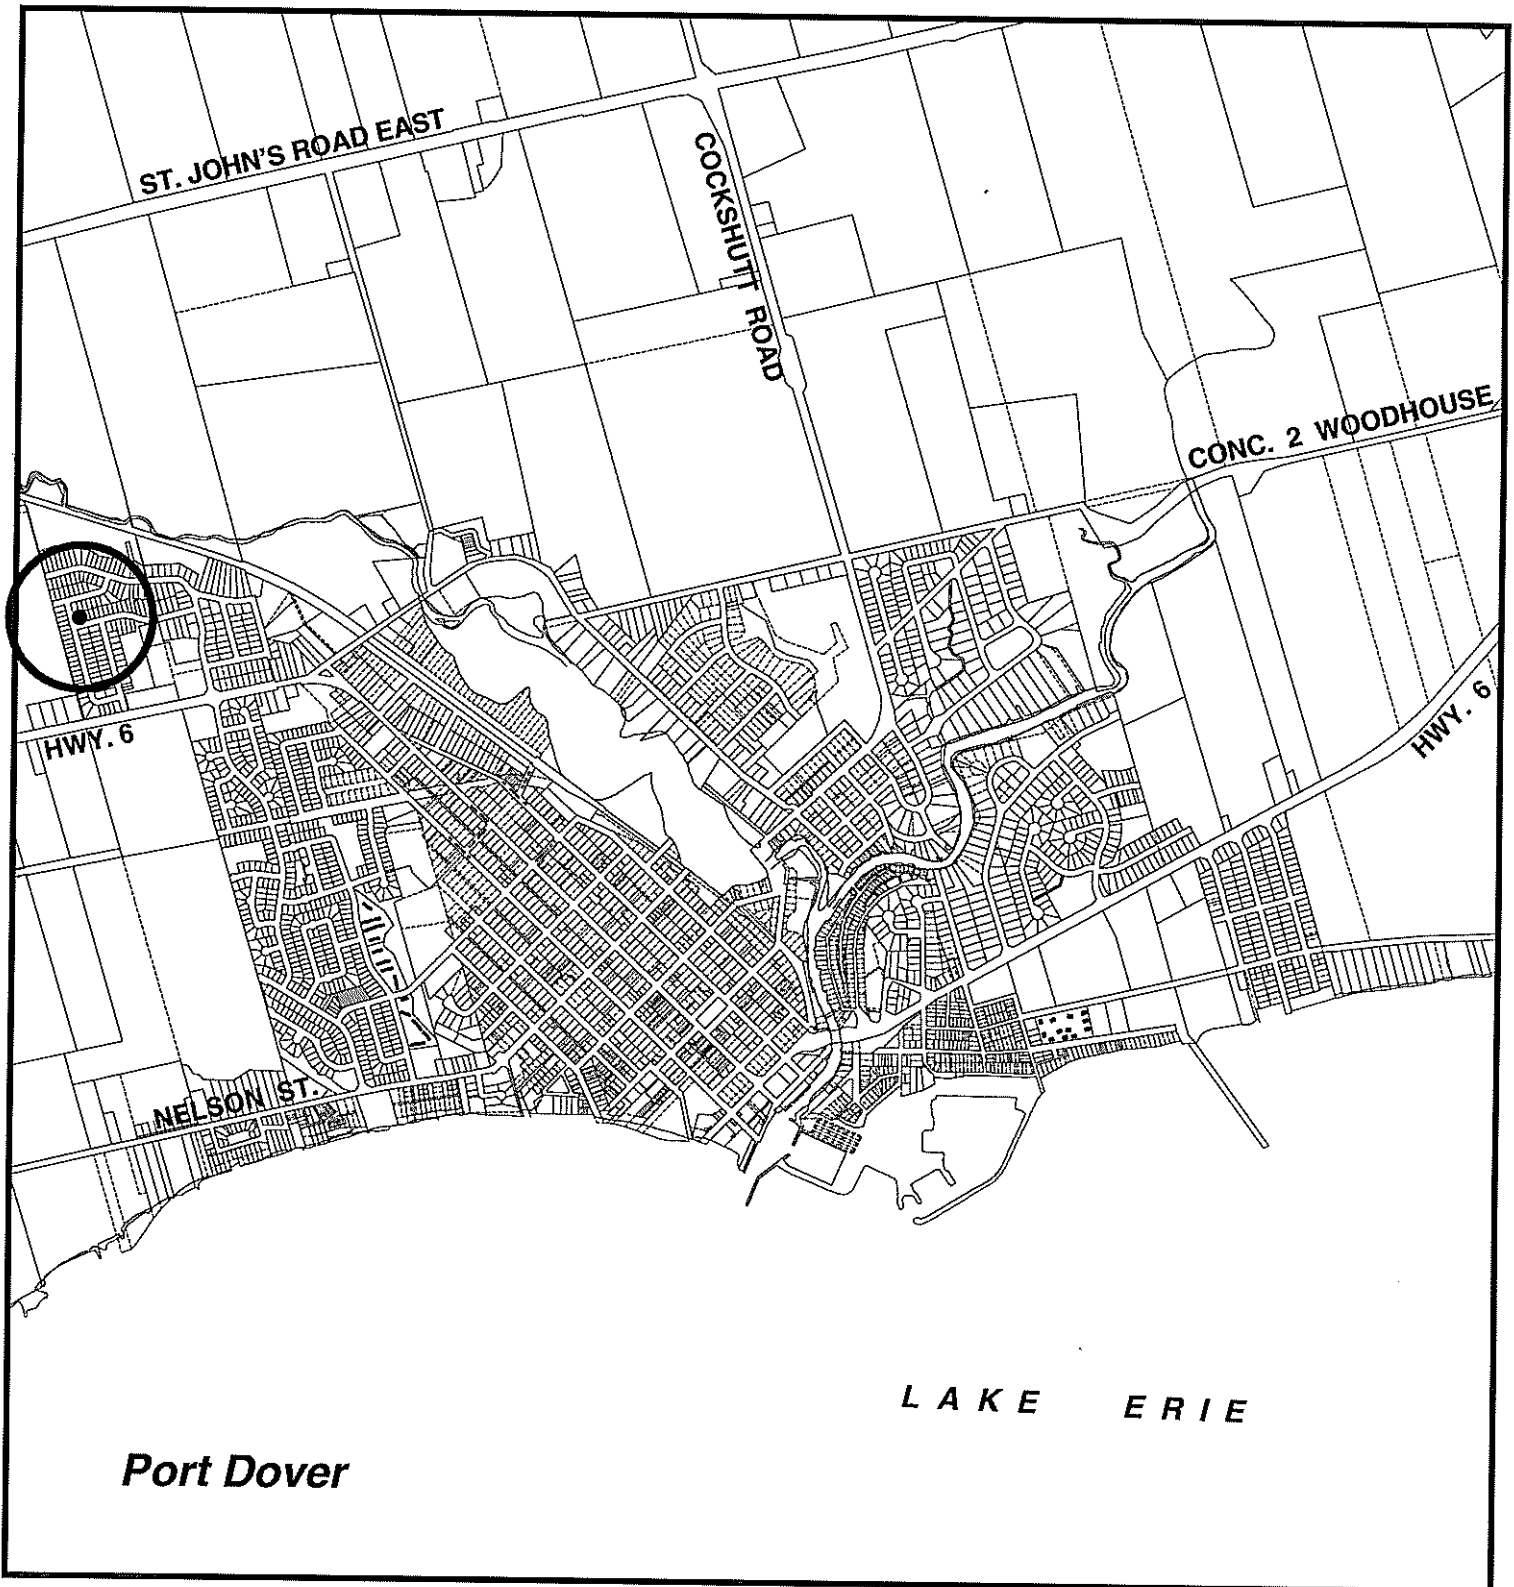 ST. JOHN'S ROAD EAST
COCKSHUTT ROAD
CONC. 2 WOODHOUSE
HWY. 6
HWY. 6
NELSON ST.
LAKE ERIE
Port Dover